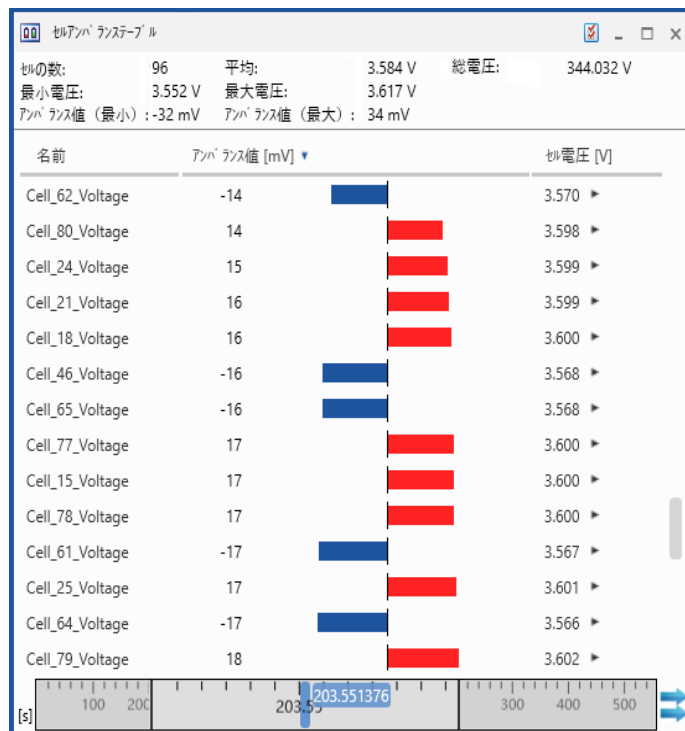 セルアンバランステーブル
セルの数: 96 平均: 3.584 V 総電圧: 344.032 V
最小電圧: 3.552 V 最大電圧: 3.617 V
アンバランス値（最小）: -32 mV アンバランス値（最大）: 34 mV
名前 アンバランス値 [mV] ▼ セル電圧 [V]
Cell_62_Voltage -14 3.570
Cell_80_Voltage 14 3.598
Cell_24_Voltage 15 3.599
Cell_21_Voltage 16 3.599
Cell_18_Voltage 16 3.600
Cell_46_Voltage -16 3.568
Cell_65_Voltage -16 3.568
Cell_77_Voltage 17 3.600
Cell_15_Voltage 17 3.600
Cell_78_Voltage 17 3.600
Cell_61_Voltage -17 3.567
Cell_25_Voltage 17 3.601
Cell_64_Voltage -17 3.566
Cell_79_Voltage 18 3.602
203.551376
[s] 100 200 203.55 300 400 500